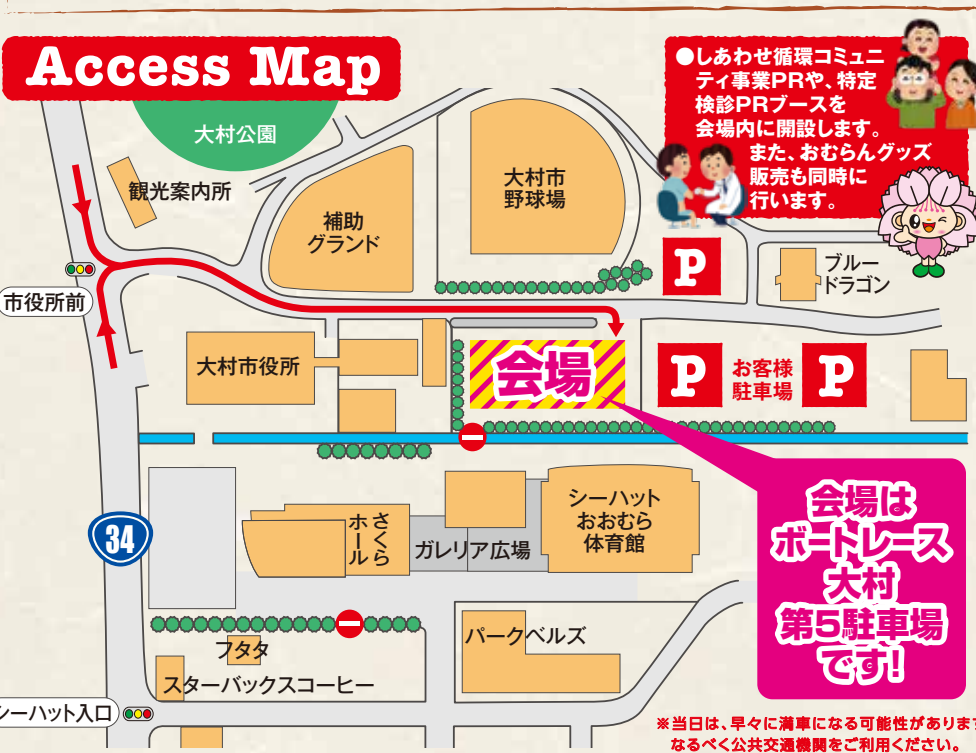 Access Map
●しあわせ循環コミュニ
ティ事業PRや、特定
検診PRブースを
会場内に開設します。
また、おむらんグッズ
販売も同時に
行います。
大村公園
観光案内所
補助
グランド
大村市
野球場
P
ブルー
ドラゴン
市役所前
大村市役所
会場
P
お客様
駐車場
P
34
さくら
ホール
ガレリア広場
シーハット
おおむら
体育館
会場は
ボートレース
大村
第5駐車場
です!
フタタ
パークベルズ
スターバックスコーヒー
シーハット入口
※当日は、早々に満車になる可能性があります
なるべく公共交通機関をご利用ください。